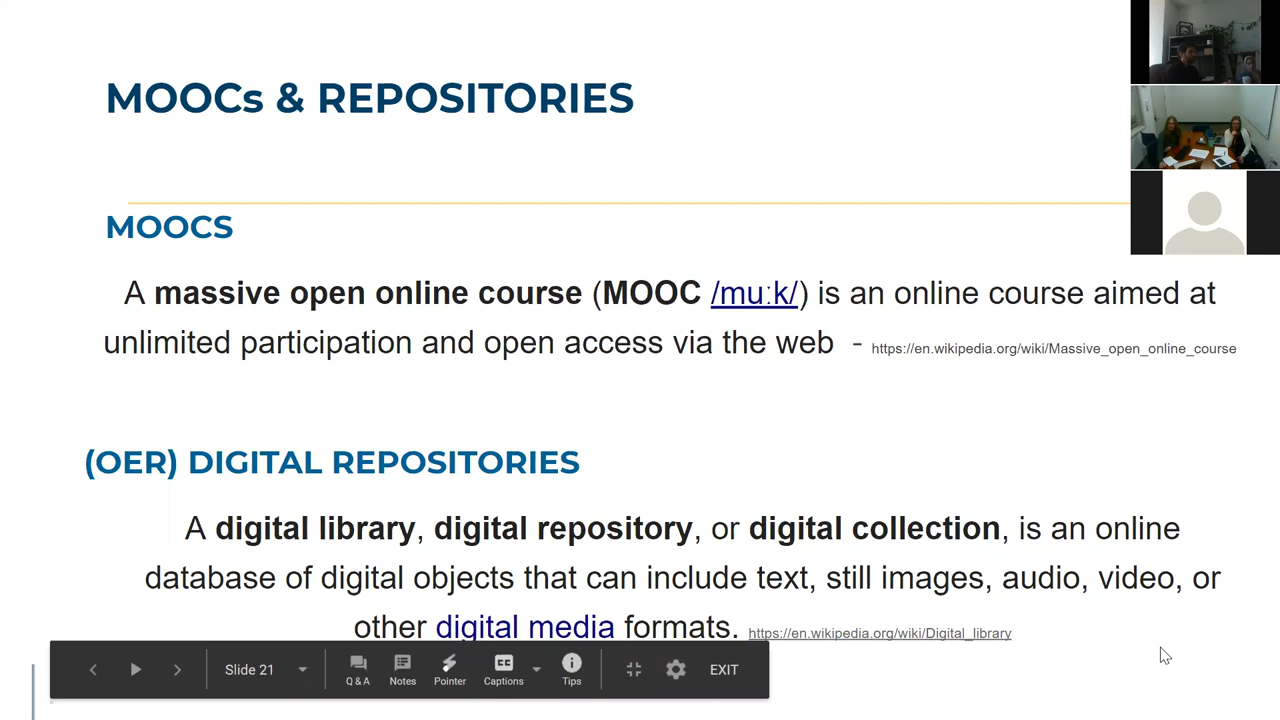 MOOCs & REPOSITORIES
MOOCS
A massive open online course (MOOC /muːk/) is an online course aimed at
unlimited participation and open access via the web - https://en.wikipedia.org/wiki/Massive_open_online_course
(OER) DIGITAL REPOSITORIES
A digital library, digital repository, or digital collection, is an online
database of digital objects that can include text, still images, audio, video, or
other digital media formats. https://en.wikipedia.org/wiki/Digital_library
Slide 21
Q & A
Notes
Pointer
CC
Captions
Tips
EXIT